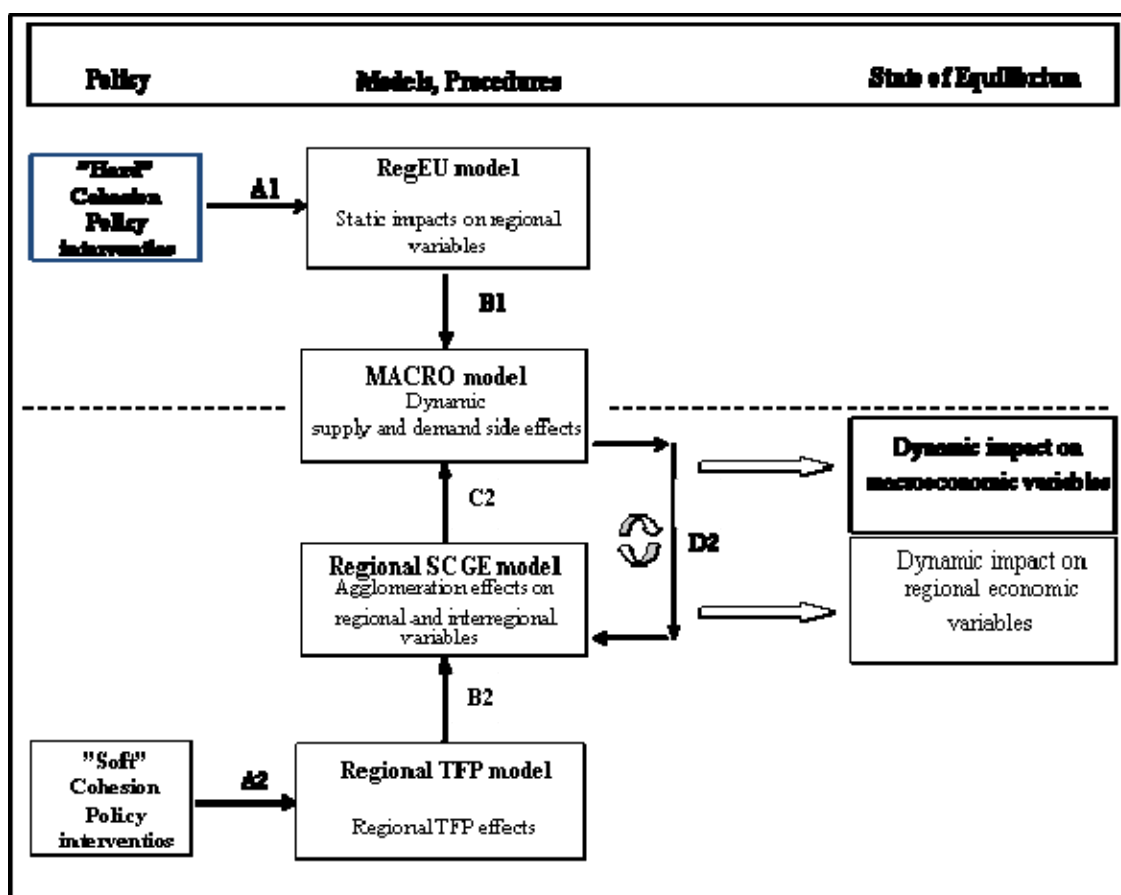 Policy
Models, Procedures
State of Equilibrium
"Hard"
Cohesion
Policy
interventios
A1
RegEU model
Static impacts on regional
variables
B1
MACRO model
Dynamic
supply and demand side effects
C2
D2
Dynamic impact on
macroeconomic variables
Regional SCGE model
Agglomeration effects on
regional and interregional
variables
Dynamic impact on
regional economic
variables
B2
"Soft"
Cohesion
Policy
interventios
A2
Regional TFP model
Regional TFP effects